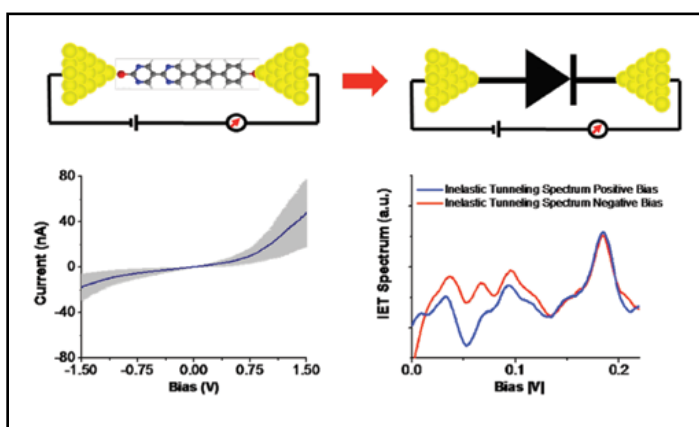 80
40
0
-40
-80
Current (nA)
-1.50 -0.75 0.00 0.75 1.50
Bias (V)
Inelastic Tunneling Spectrum Positive Bias
Inelastic Tunneling Spectrum Negative Bias
IET Spectrum (a.u.)
0.0 0.1 0.2
Bias |V|